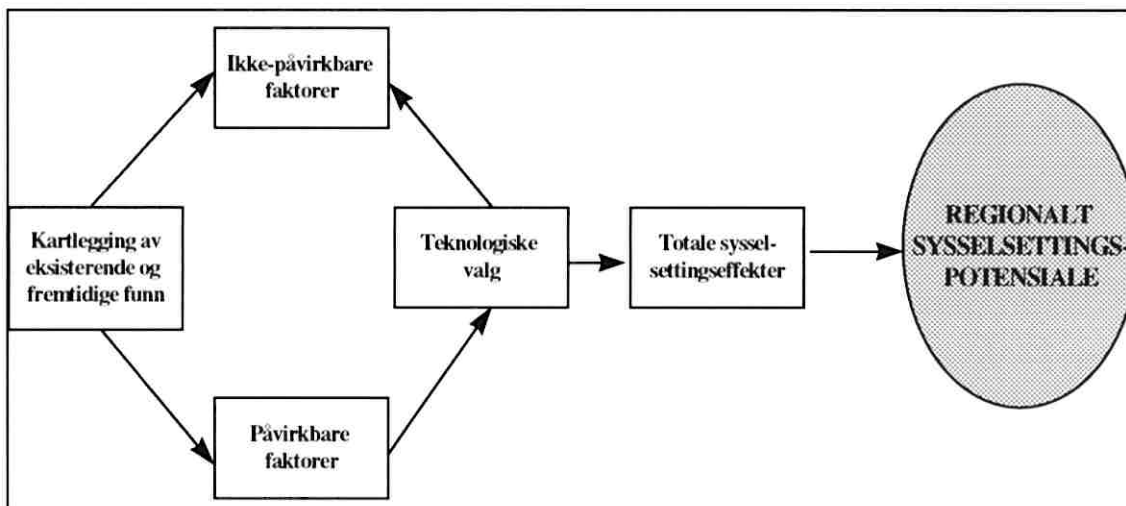 Ikke-påvirkbare
faktorer
Kartlegging av
eksisterende og
fremtidige funn
Teknologiske
valg
Totale syssel-
settingseffekter
REGIONALT
SYSSELSETTINGS-
POTENSIALE
Påvirkbare
faktorer